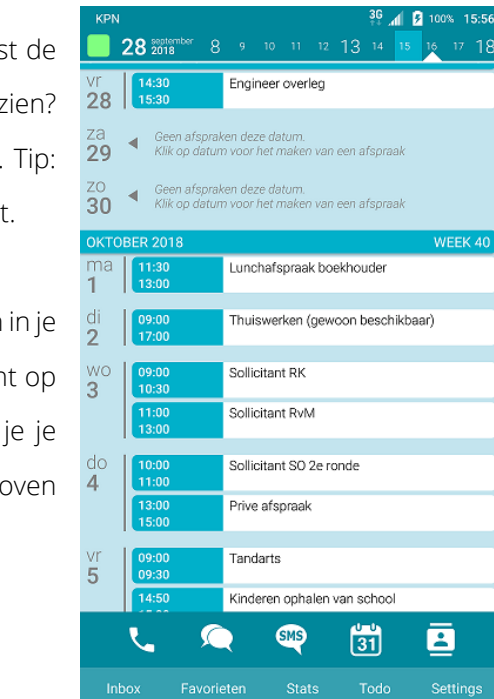 st de
zien?
. Tip:
t.
in je
nt op
je je
oven
KPN 3G 100% 15:56
28 september 2018 8 9 10 11 12 13 14 15 16 17 18
vr 28
14:30 Engineer overleg
15:30
za 29
Geen afspraken deze datum.
Klik op datum voor het maken van een afspraak
zo 30
Geen afspraken deze datum.
Klik op datum voor het maken van een afspraak
OKTOBER 2018 WEEK 40
ma 1
11:30 Lunchafspraak boekhouder
13:00
di 2
09:00 Thuiswerken (gewoon beschikbaar)
17:00
wo 3
09:00 Sollicitant RK
10:30
11:00 Sollicitant RvM
13:00
do 4
10:00 Sollicitant SO 2e ronde
11:00
13:00 Prive afspraak
15:00
vr 5
09:00 Tandarts
09:30
14:50 Kinderen ophalen van school
SMS 31
Inbox Favorieten Stats Todo Settings